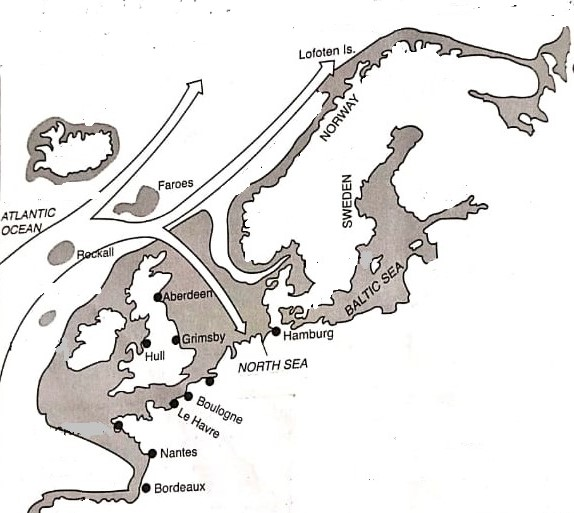 Lofoten Is.
NORWAY
Faroes
SWEDEN
ATLANTIC
OCEAN
Rockall
BALTIC SEA
Aberdeen
Hamburg
Grimsby
Hull
NORTH SEA
Boulogne
Le Havre
Nantes
Bordeaux